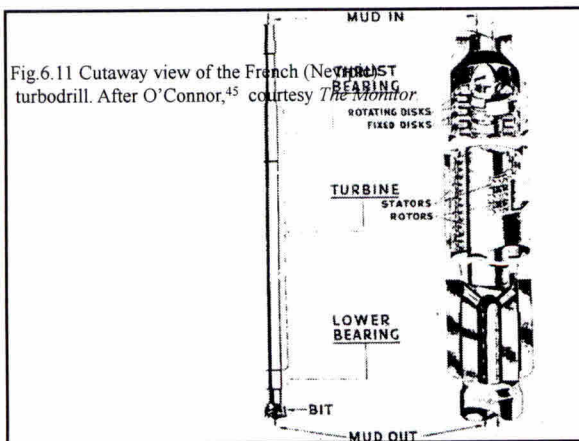 MUD IN
Fig.6.11 Cutaway view of the French (Neyrpic)
turbodrill. After O’Connor,⁴⁵ courtesy The Monitor
THRUST
BEARING
ROTATING DISKS
FIXED DISKS
TURBINE
STATORS
ROTORS
LOWER
BEARING
BIT
MUD OUT